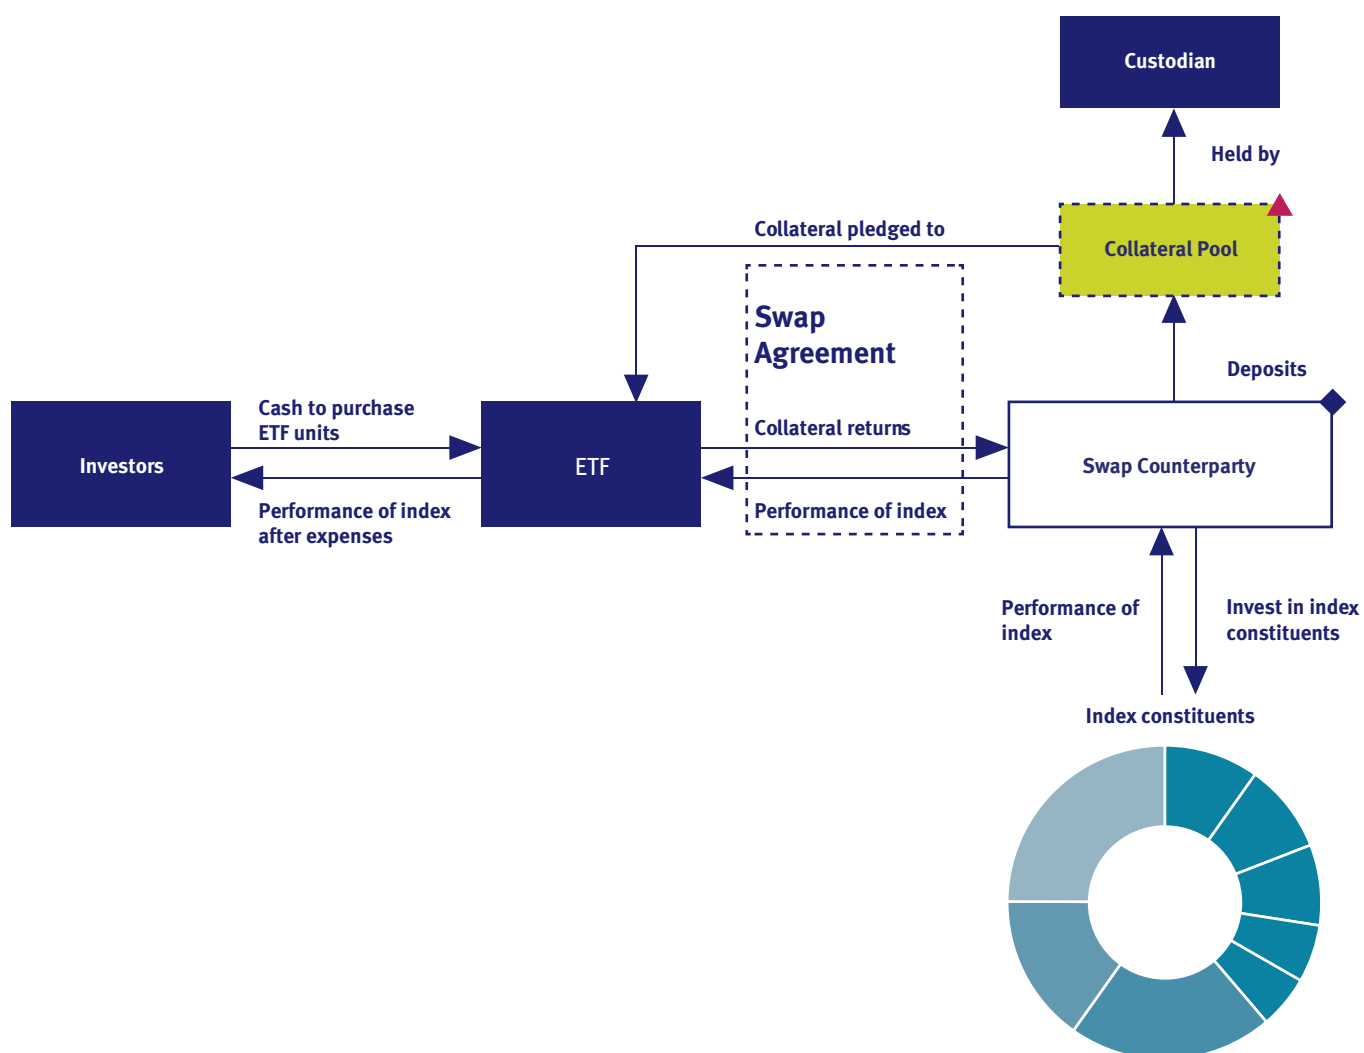 Custodian
Held by
Collateral pledged to
Collateral Pool
Swap
Agreement
Deposits
Cash to purchase
ETF units
Collateral returns
Investors
ETF
Swap Counterparty
Performance of index
after expenses
Performance of index
Performance of
index
Invest in index
constituents
Index constituents